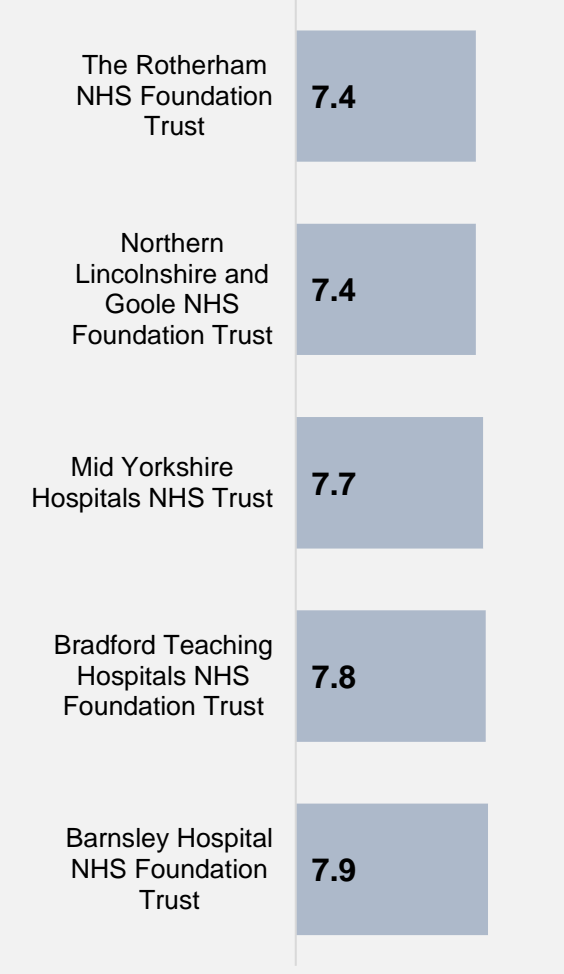 The Rotherham
NHS Foundation
Trust
7.4
Northern
Lincolnshire and
Goole NHS
Foundation Trust
7.4
Mid Yorkshire
Hospitals NHS Trust
7.7
Bradford Teaching
Hospitals NHS
Foundation Trust
7.8
Barnsley Hospital
NHS Foundation
Trust
7.9